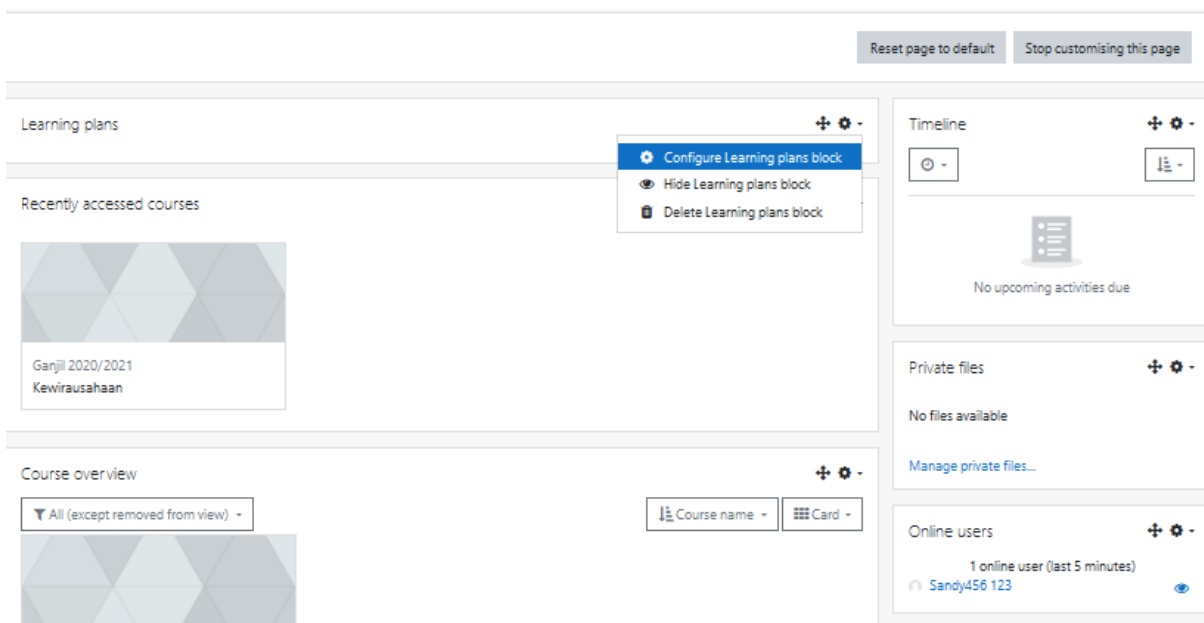 Reset page to default
Stop customising this page
Learning plans
Configure Learning plans block
Hide Learning plans block
Delete Learning plans block
Recently accessed courses
Ganjil 2020/2021
Kewirausahaan
Course overview
All (except removed from view)
Course name
Card
Timeline
No upcoming activities due
Private files
No files available
Manage private files...
Online users
1 online user (last 5 minutes)
Sandy456 123